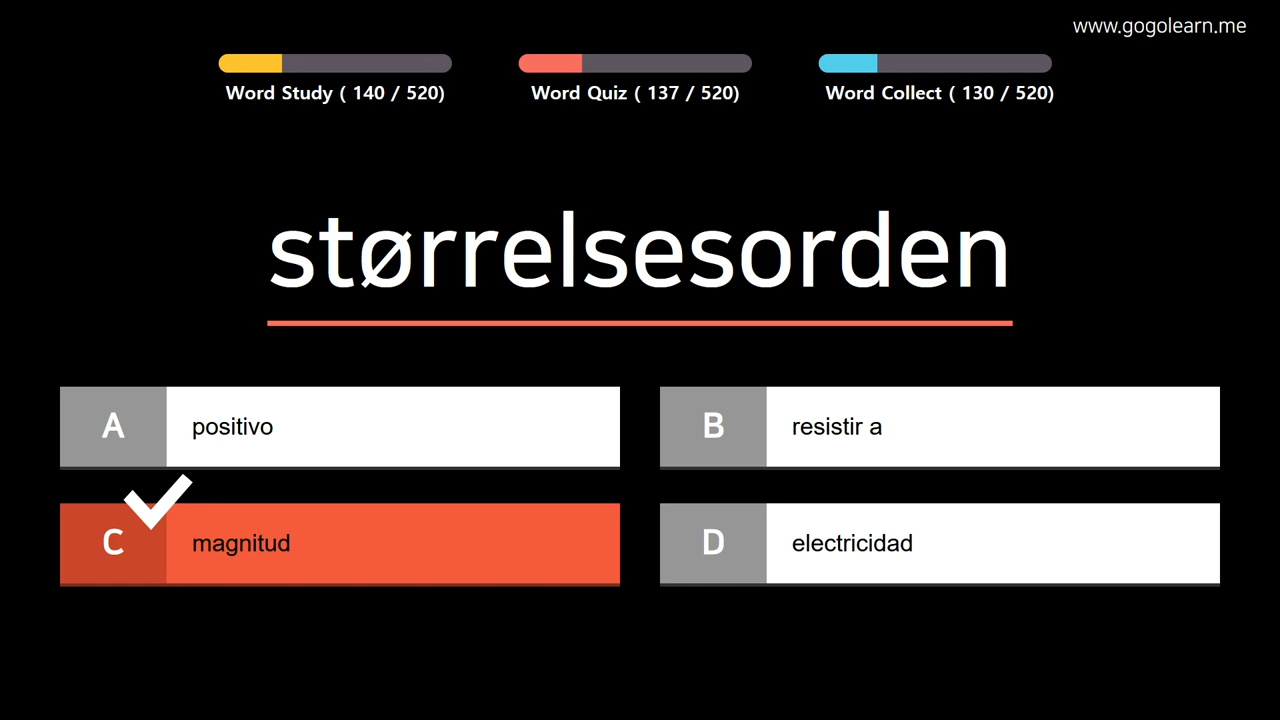 www.gogolearn.me
Word Study ( 140 / 520)
Word Quiz ( 137 / 520)
Word Collect ( 130 / 520)
størrelsesorden
A positivo
B resistir a
C magnitud
D electricidad